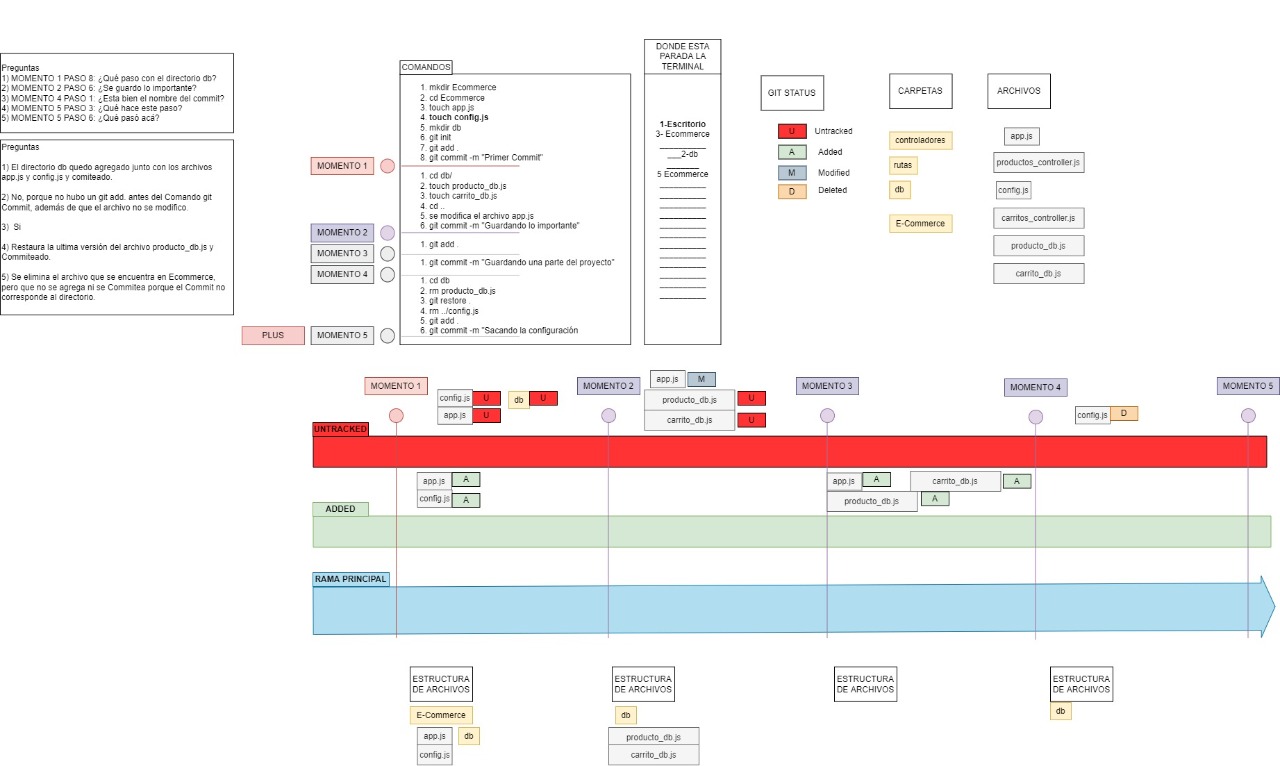 Preguntas
1) MOMENTO 1 PASO 8: ¿Qué paso con el directorio db?
2) MOMENTO 2 PASO 6: ¿Se guardo lo importante?
3) MOMENTO 4 PASO 1: ¿Esta bien el nombre del commit?
4) MOMENTO 5 PASO 3: ¿Qué hace este paso?
5) MOMENTO 5 PASO 6: ¿Qué pasó acá?
Preguntas
1) El directorio db quedo agregado junto con los archivos
app.js y config.js y comiteado.
2) No, porque no hubo un git add. antes del Comando git
Commit, además de que el archivo no se modífico.
3) Si
4) Restaura la ultima versión del archivo producto_db.js y
Commiteado.
5) Se elimina el archivo que se encuentra en Ecommerce,
pero que no se agrega ni se Commitea porque el Commit no
corresponde al directorio.
COMANDOS
1. mkdir Ecommerce
2. cd Ecommerce
3. touch app.js
4. touch config.js
5. mkdir db
6. git init
7. git add .
8. git commit -m "Primer Commit"
MOMENTO 1
1. cd db/
2. touch producto_db.js
3. touch carrito_db.js
4. cd ..
5. se modifica el archivo app.js
6. git commit -m "Guardando lo importante"
MOMENTO 2
1. git add .
MOMENTO 3
1. git commit -m "Guardando una parte del proyecto"
MOMENTO 4
1. cd db
2. rm producto_db.js
3. git restore .
4. rm ../config.js
5. git add .
6. git commit -m "Sacando la configuración
PLUS
MOMENTO 5
DONDE ESTA
PARADA LA
TERMINAL
1-Escritorio
3- Ecommerce
___2-db
5 Ecommerce
GIT STATUS
U Untracked
A Added
M Modified
D Deleted
CARPETAS
controladores
rutas
db
E-Commerce
ARCHIVOS
app.js
productos_controller.js
config.js
carritos_controller.js
producto_db.js
carrito_db.js
MOMENTO 1
config.js U
db U
app.js U
MOMENTO 2
app.js M
producto_db.js U
carrito_db.js U
MOMENTO 3
MOMENTO 4
config.js D
MOMENTO 5
UNTRACKED
app.js A
config.js A
app.js A
carrito_db.js A
producto_db.js A
ADDED
RAMA PRINCIPAL
ESTRUCTURA
DE ARCHIVOS
E-Commerce
app.js
db
config.js
ESTRUCTURA
DE ARCHIVOS
db
producto_db.js
carrito_db.js
ESTRUCTURA
DE ARCHIVOS
ESTRUCTURA
DE ARCHIVOS
db